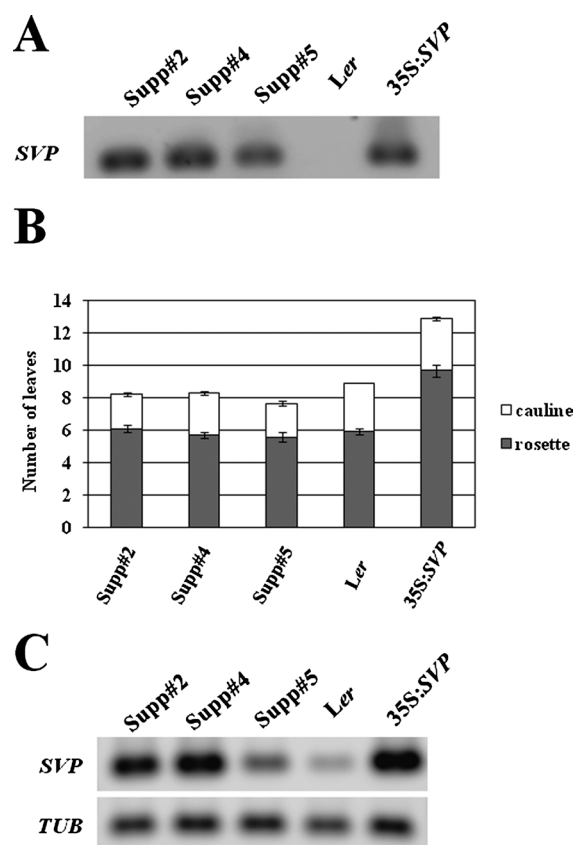 A
Supp#2 Supp#4 Supp#5 Ler 35S:SVP
SVP
B
Number of leaves
14
12
10
8
6
4
2
0
cauline
rosette
Supp#2 Supp#4 Supp#5 Ler 35S:SVP
C
Supp#2 Supp#4 Supp#5 Ler 35S:SVP
SVP
TUB